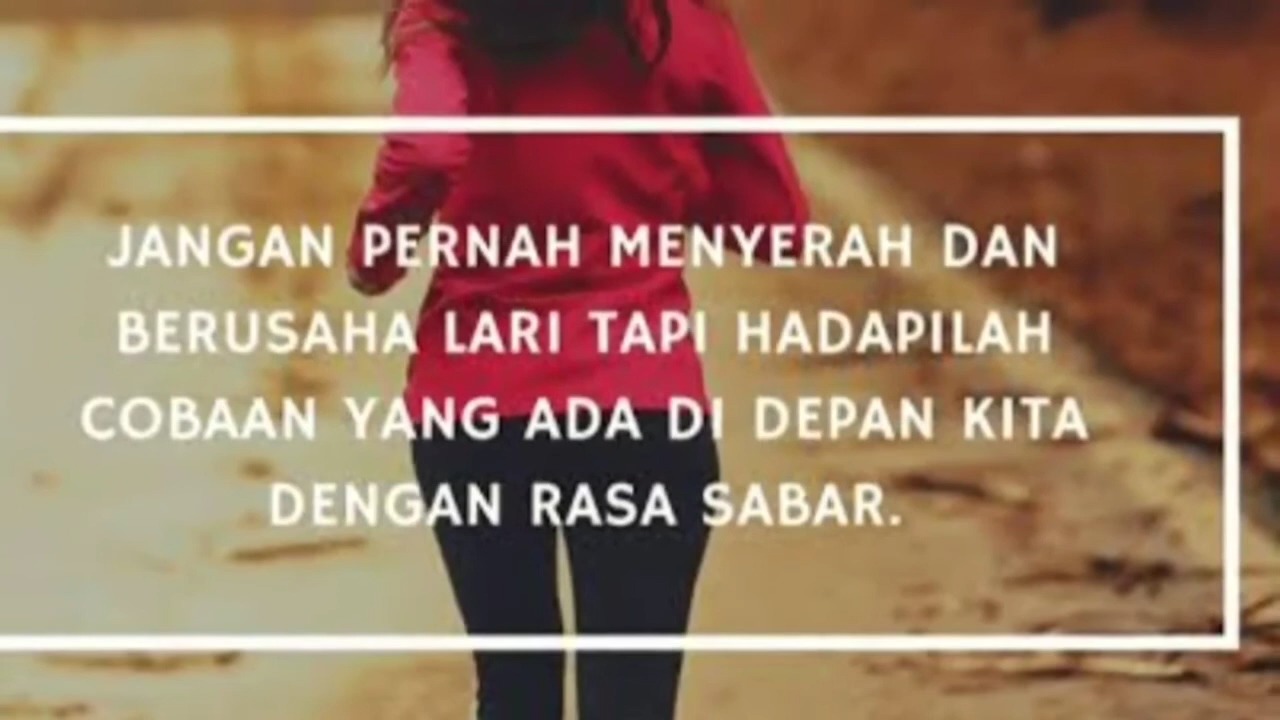 JANGAN PERNAH MENYERAH DAN
BERUSAHA LARI TAPI HADAPILAH
COBAAN YANG ADA DI DEPAN KITA
DENGAN RASA SABAR.